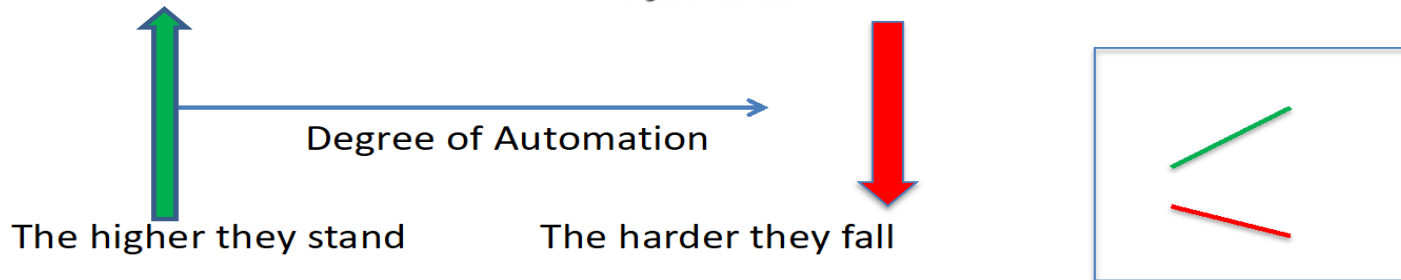 Degree of Automation
The higher they stand
The harder they fall